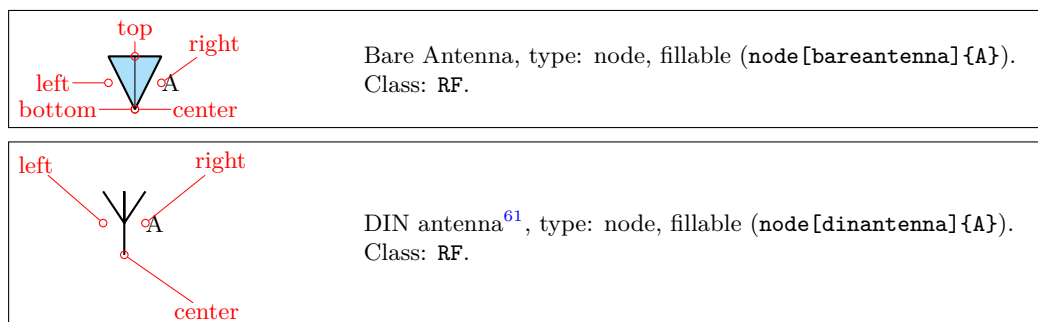 top
right
left
A
bottom
center
Bare Antenna, type: node, fillable (node[bareantenna]{A}).
Class: RF.
left
right
A
center
DIN antenna61, type: node, fillable (node[dinantenna]{A}).
Class: RF.